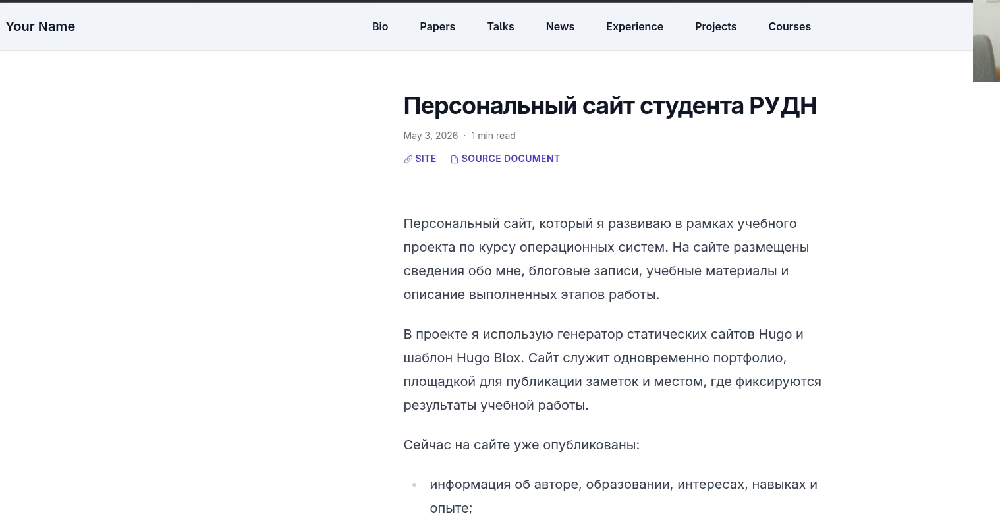 Your Name
Bio Papers Talks News Experience Projects Courses
Персональный сайт студента РУДН
May 3, 2026 · 1 min read
SITE SOURCE DOCUMENT
Персональный сайт, который я развиваю в рамках учебного
проекта по курсу операционных систем. На сайте размещены
сведения обо мне, блоговые записи, учебные материалы и
описание выполненных этапов работы.
В проекте я использую генератор статических сайтов Hugo и
шаблон Hugo Blox. Сайт служит одновременно портфолио,
площадкой для публикации заметок и местом, где фиксируются
результаты учебной работы.
Сейчас на сайте уже опубликованы:
• информация об авторе, образовании, интересах, навыках и
опыте;